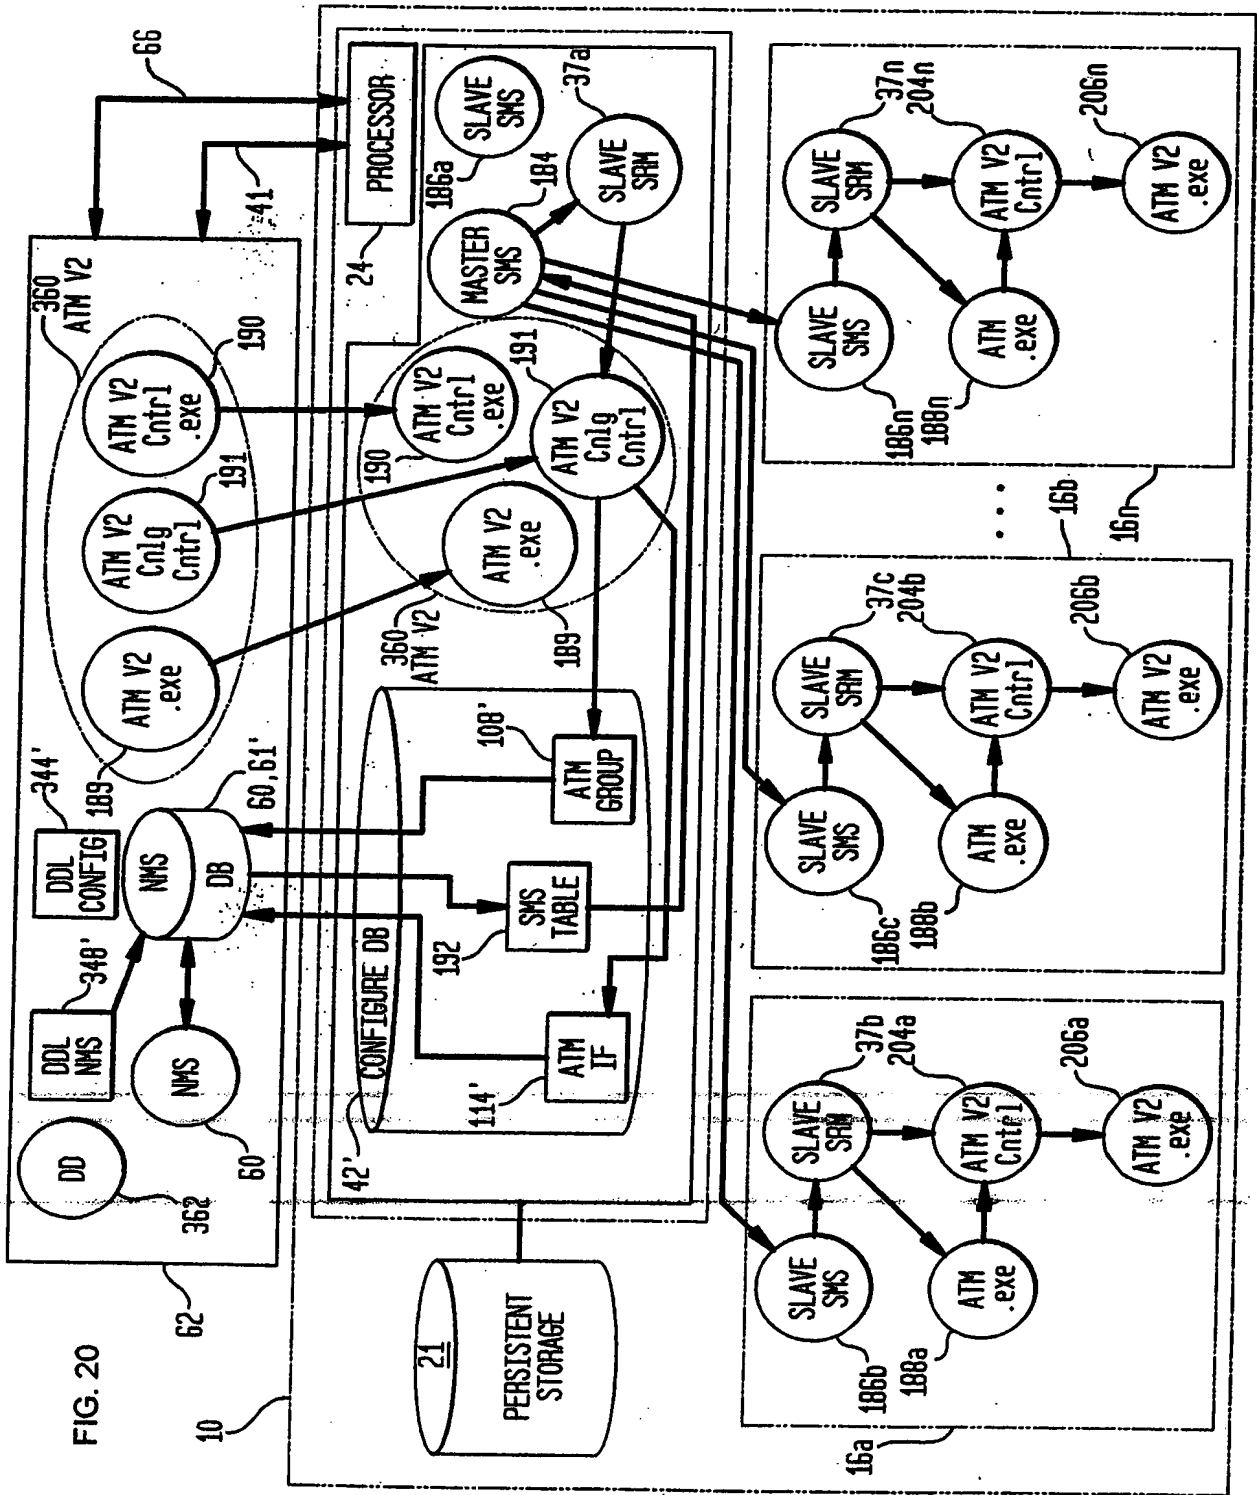 FIG. 20
62
DD
362
DDL
NMS
348'
NMS
60
DDL
CONFIG
344'
NMS
DB
60,61'
ATM V2
.exe
189
ATM V2
Cnlg
Cntrl
191
ATM V2
Cntrl
.exe
190
360
ATM V2
41
66
10
21
PERSISTENT
STORAGE
42'
CONFIGURE DB
ATM
IF
114'
SMS
TABLE
192
ATM
GROUP
108'
360
ATM V2
ATM V2
.exe
189
ATM V2
Cntrl
.exe
190
ATM V2
Cnlg
Cntrl
191
PROCESSOR
24
MASTER
SMS
184
SLAVE
SMS
186a
SLAVE
SRM
37a
16a
SLAVE
SMS
186b
SLAVE
SRM
37b
ATM
.exe
188a
ATM V2
Cntrl
204a
ATM V2
.exe
206a
16b
SLAVE
SMS
186c
SLAVE
SRM
37c
ATM
.exe
188b
ATM V2
Cntrl
204b
ATM V2
.exe
206b
...
16n
SLAVE
SMS
186n
SLAVE
SRM
37n
ATM
.exe
188n
ATM V2
Cntrl
204n
ATM V2
.exe
206n